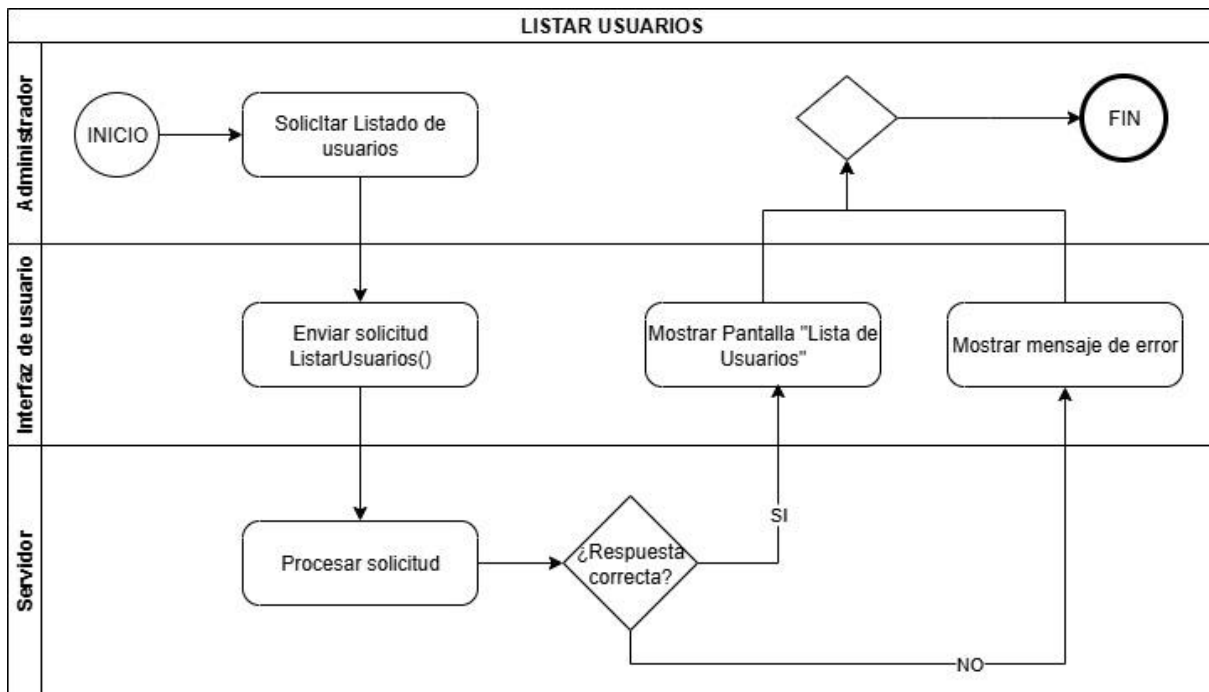 LISTAR USUARIOS
Administrador
INICIO
SolicItar Listado de
usuarios
FIN
Interfaz de usuario
Enviar solicitud
ListarUsuarios()
Mostrar Pantalla "Lista de
Usuarios"
Mostrar mensaje de error
Servidor
Procesar solicitud
¿Respuesta
correcta?
SI
NO